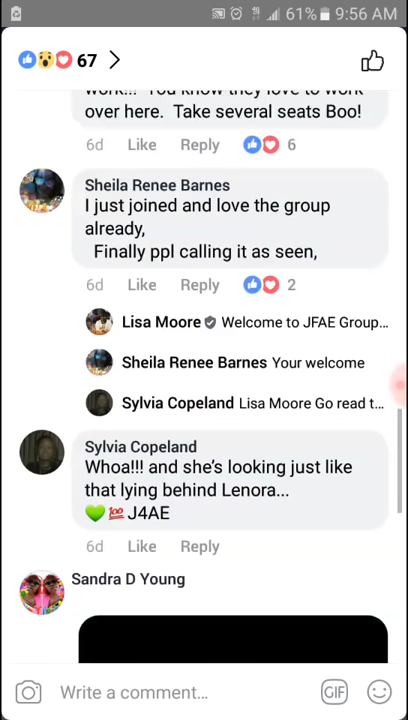 61% 9:56 AM
67
work... You know they love to work
over here. Take several seats Boo!
6d Like Reply 6
Sheila Renee Barnes
I just joined and love the group
already,
Finally ppl calling it as seen,
6d Like Reply 2
Lisa Moore Welcome to JFAE Group...
Sheila Renee Barnes Your welcome
Sylvia Copeland Lisa Moore Go read t...
Sylvia Copeland
Whoa!!! and she's looking just like
that lying behind Lenora...
💚💯J4AE
6d Like Reply
Sandra D Young
Write a comment...
GIF